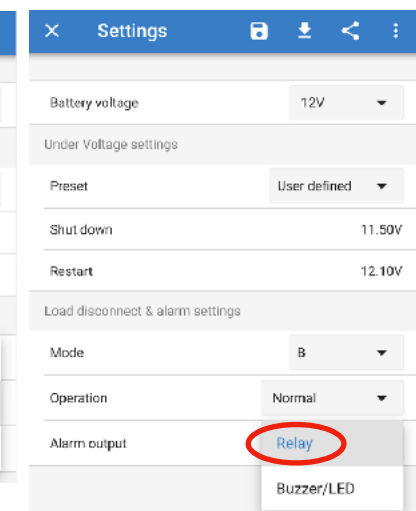 Settings
Battery voltage 12V
Under Voltage settings
Preset User defined
Shut down 11.50V
Restart 12.10V
Load disconnect & alarm settings
Mode B
Operation Normal
Alarm output Relay
Buzzer/LED